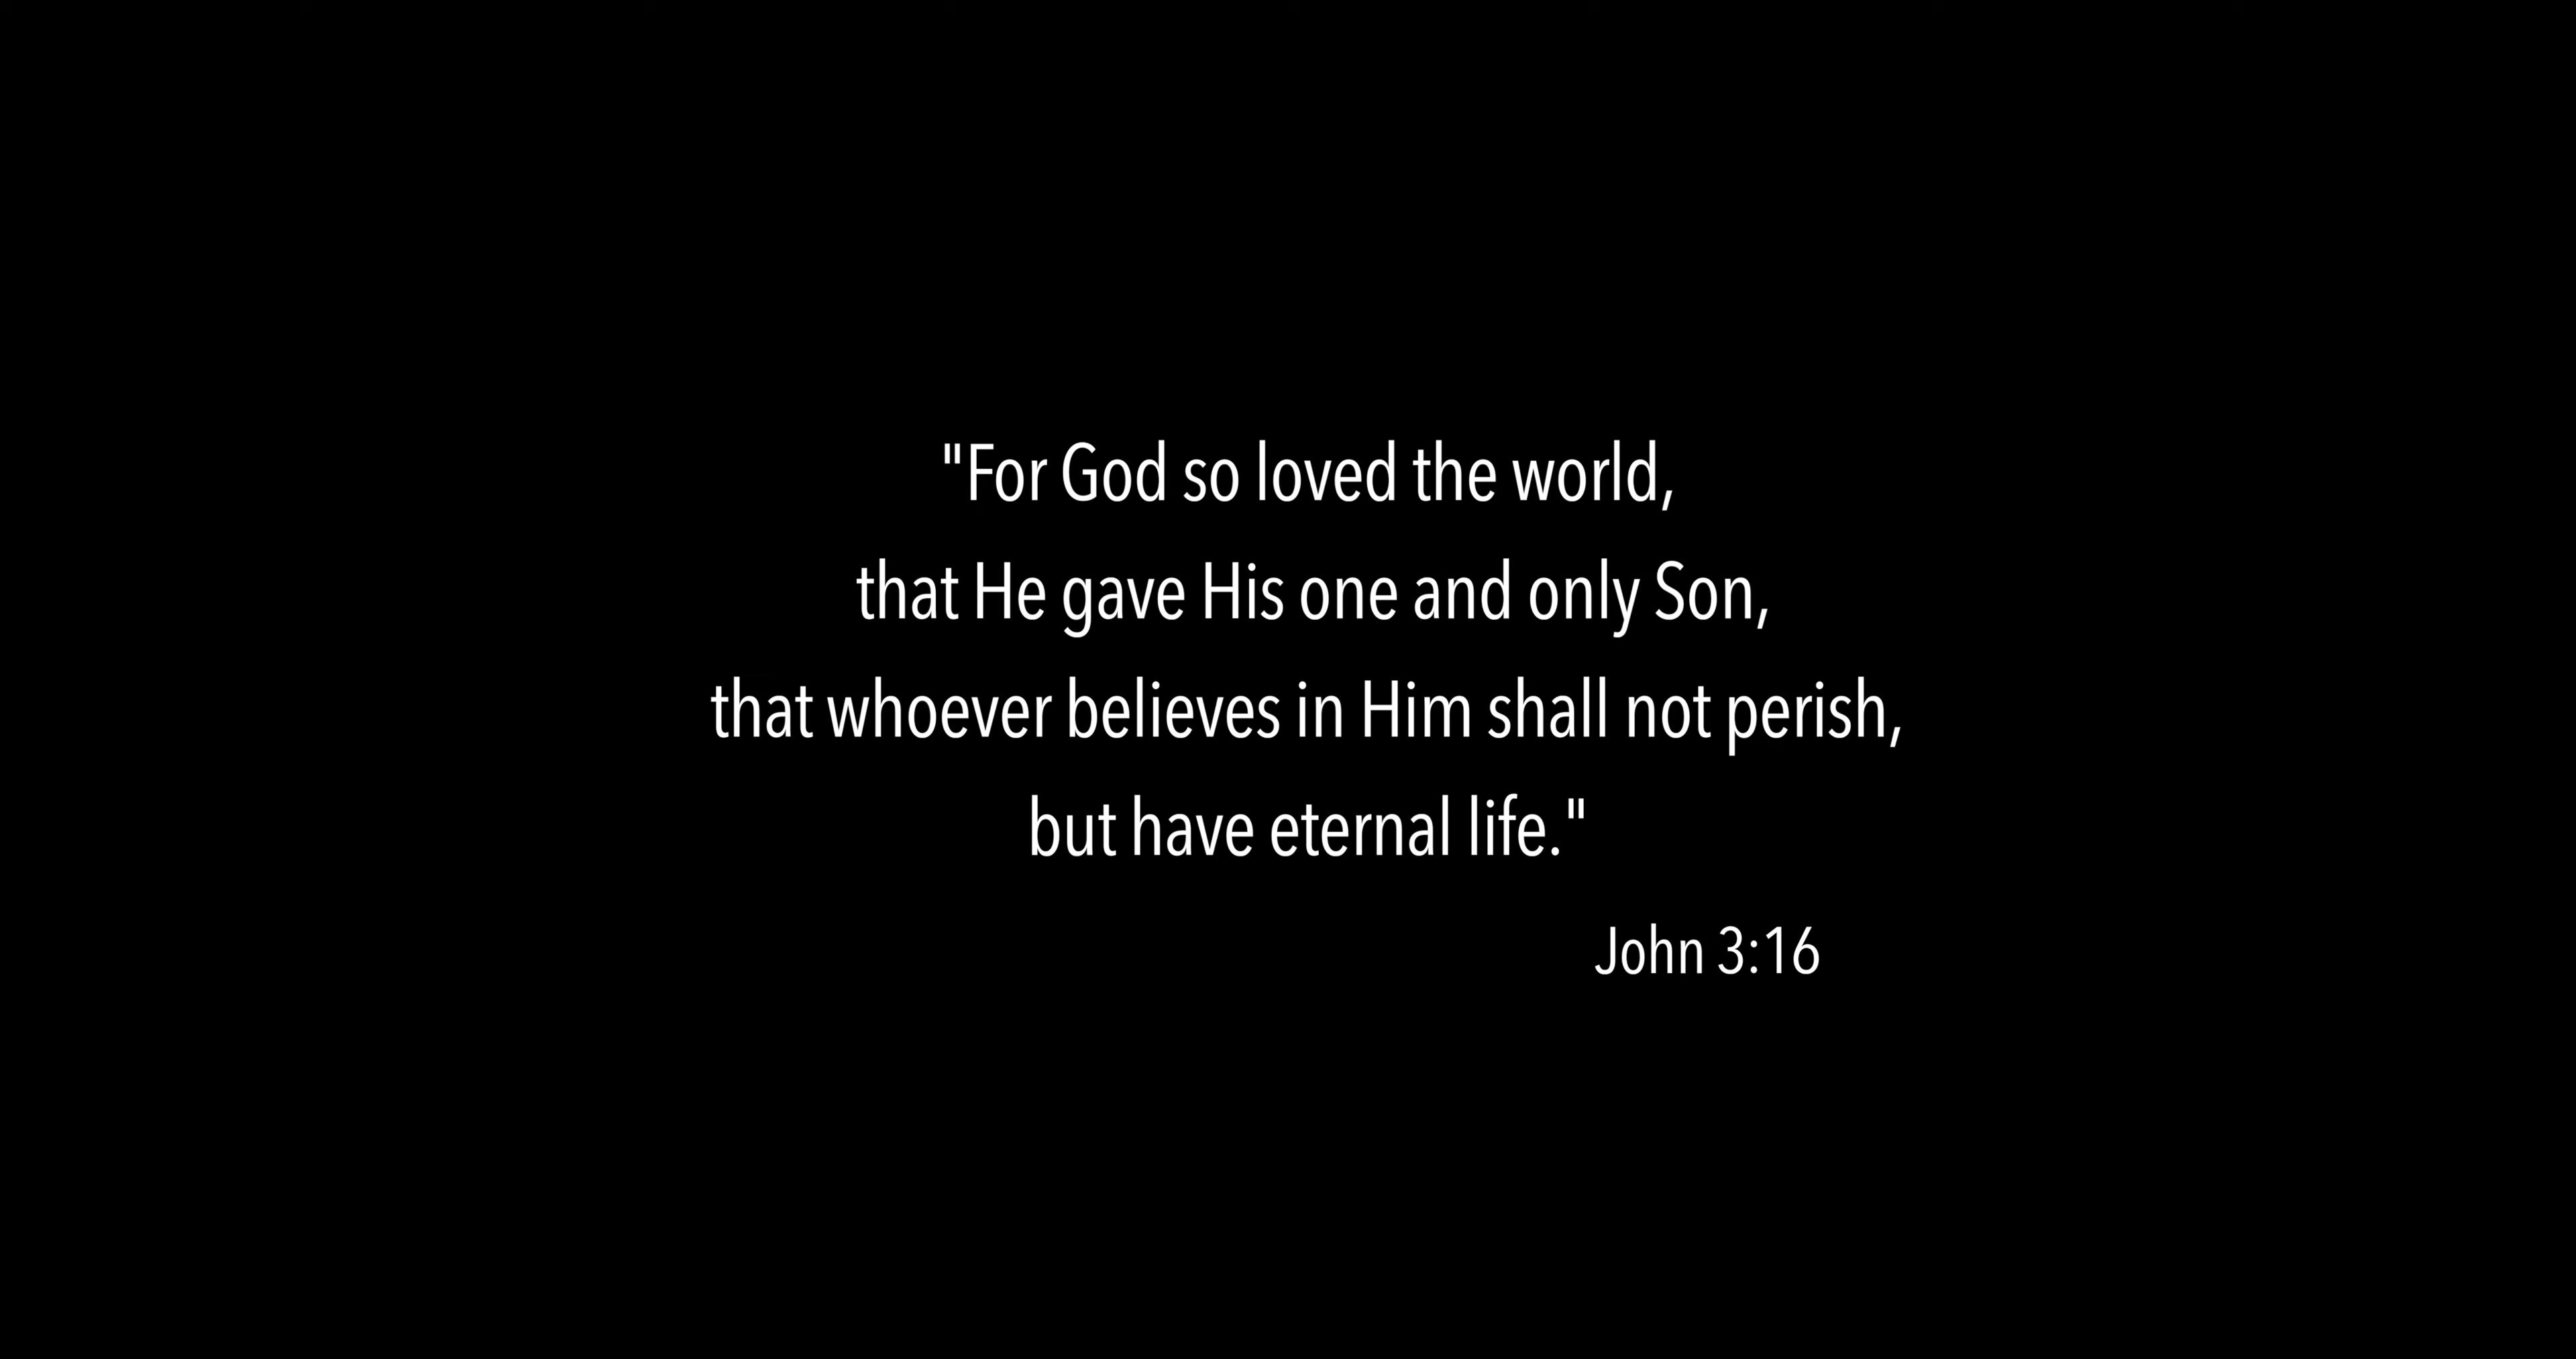 "For God so loved the world,
that He gave His one and only Son,
that whoever believes in Him shall not perish,
but have eternal life."
John 3:16